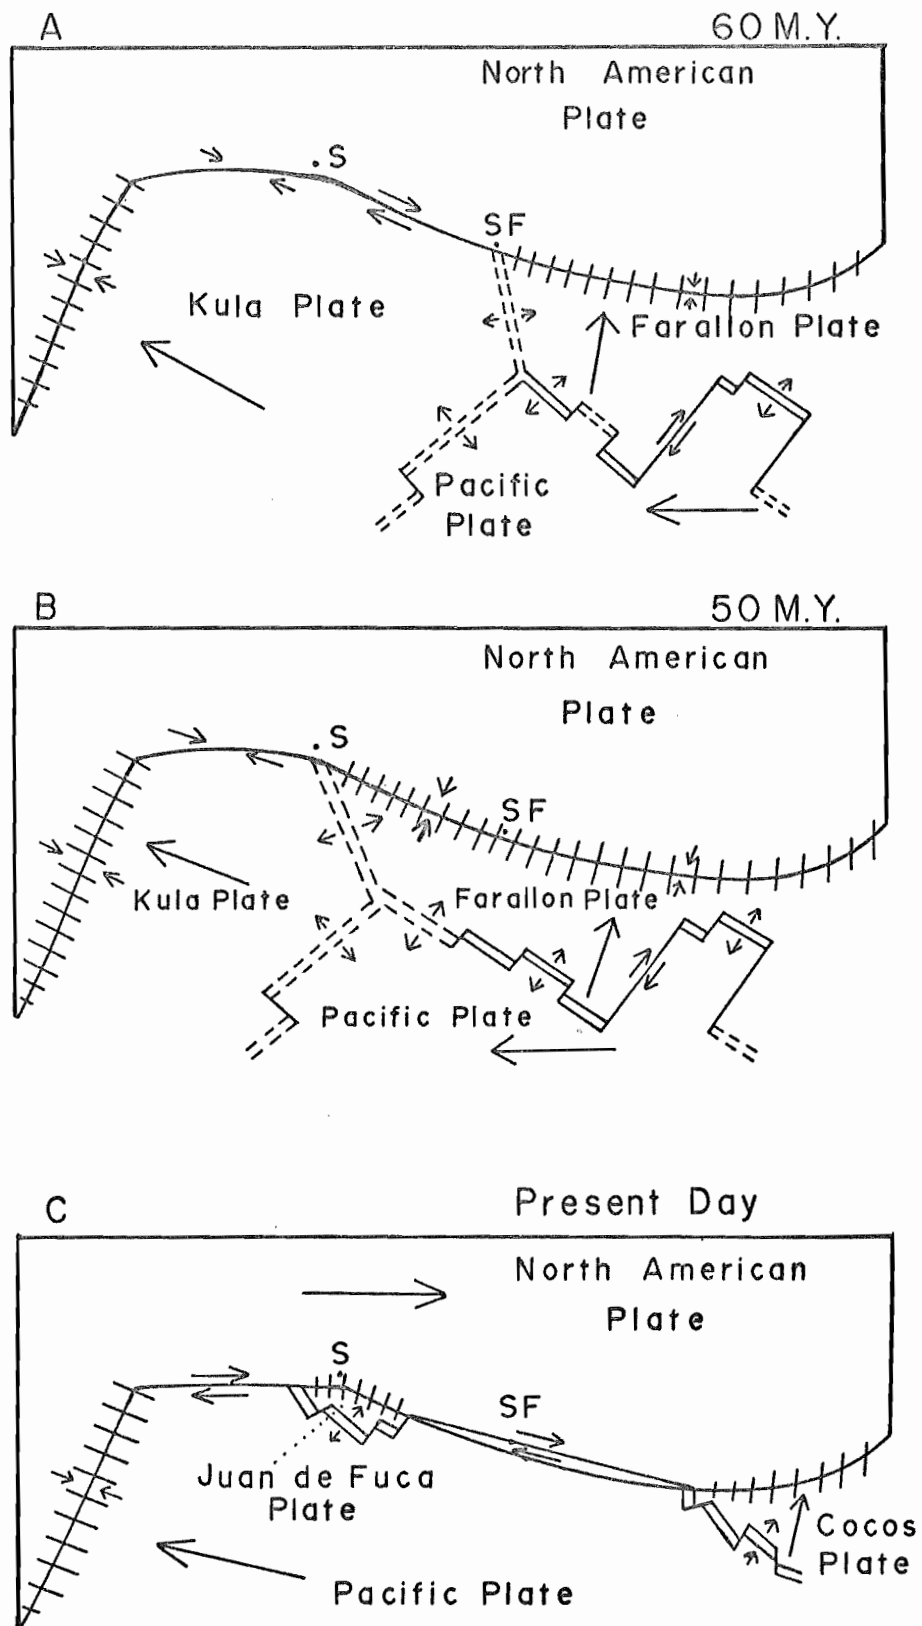 A
60 M.Y.
North American
Plate
.S
SF
Kula Plate
Farallon Plate
Pacific
Plate
B
50 M.Y.
North American
Plate
.S
SF
Kula Plate
Farallon Plate
Pacific Plate
C
Present Day
North American
Plate
S
SF
Juan de Fuca
Plate
Cocos
Plate
Pacific Plate